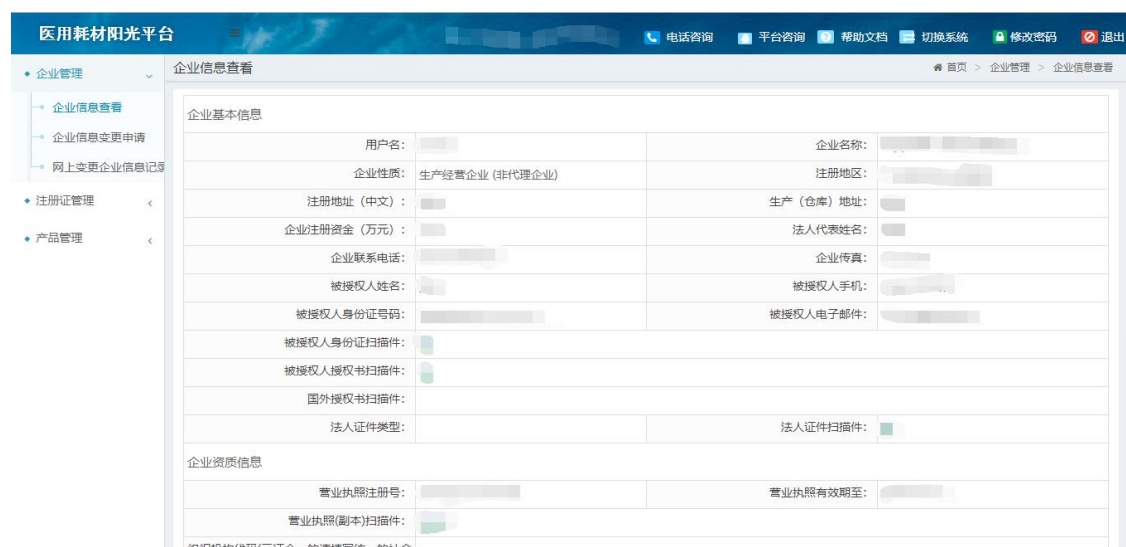 医用耗材阳光平台 电话咨询 平台咨询 帮助文档 切换系统 修改密码 退出
企业管理
企业信息查看
企业信息变更申请
网上变更企业信息记录
注册证管理
产品管理
企业信息查看 首页 > 企业管理 > 企业信息查看
企业基本信息
用户名： 企业名称：
企业性质： 生产经营企业 (非代理企业) 注册地区：
注册地址（中文）： 生产（仓库）地址：
企业注册资金（万元）： 法人代表姓名：
企业联系电话： 企业传真：
被授权人姓名： 被授权人手机：
被授权人身份证号码： 被授权人电子邮件：
被授权人身份证扫描件：
被授权人授权书扫描件：
国外授权书扫描件：
法人证件类型： 法人证件扫描件：
企业资质信息
营业执照注册号： 营业执照有效期至：
营业执照(副本)扫描件：